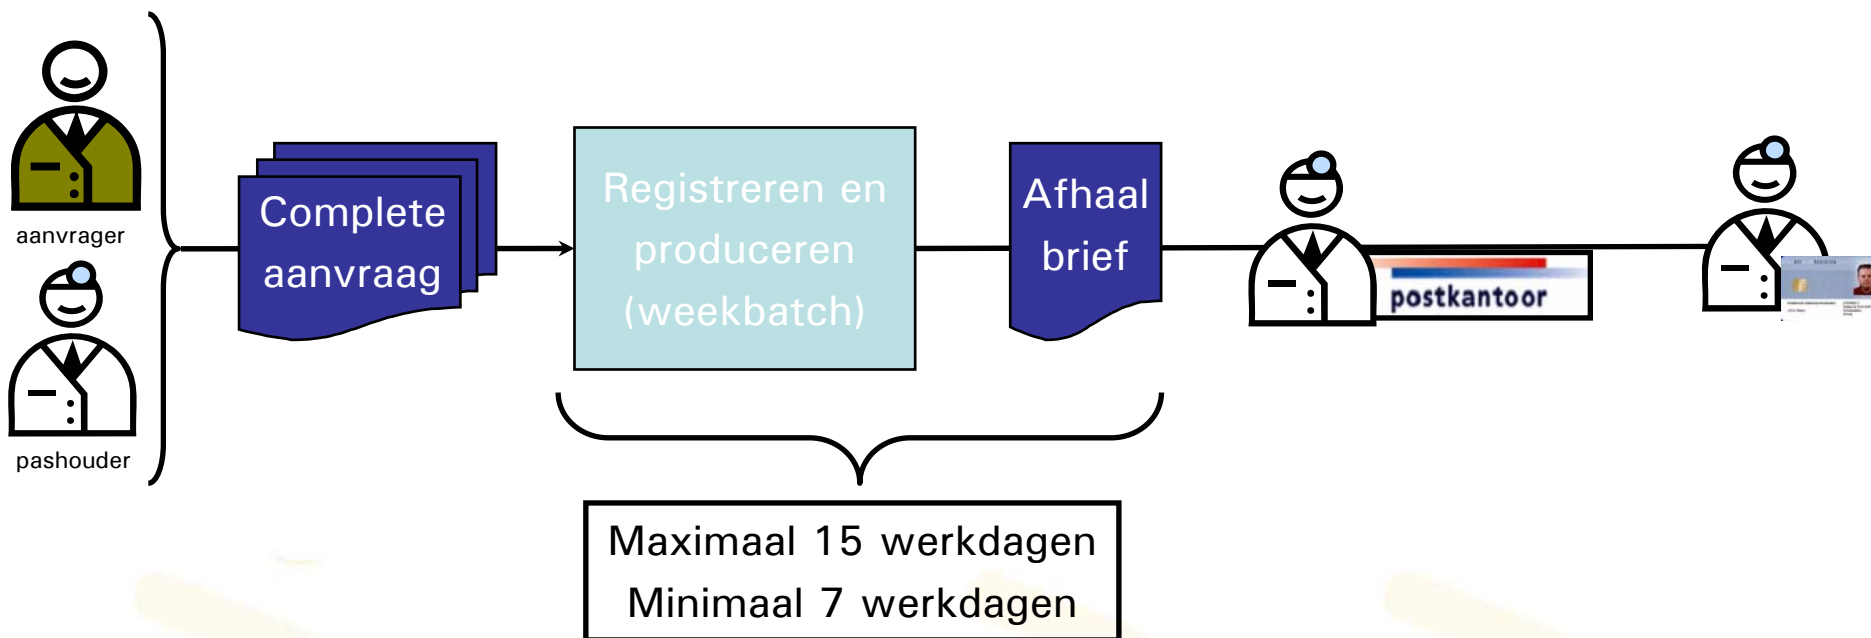 aanvrager
pashouder
Complete
aanvraag
Registreren en
produceren
(weekbatch)
Afhaal
brief
postkantoor
Maximaal 15 werkdagen
Minimaal 7 werkdagen